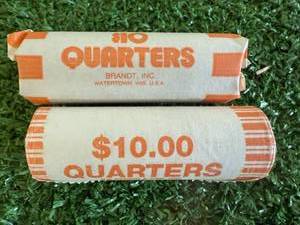 $10
QUARTERS
BRANDT, INC.
WATERTOWN, WIS. U.S.A.
$10.00
QUARTERS